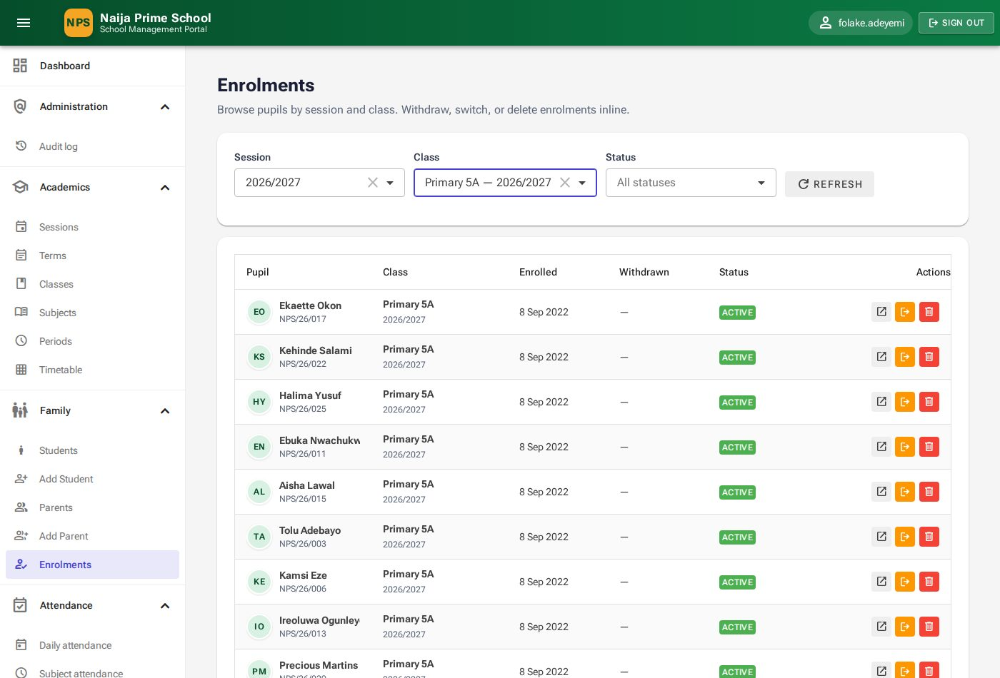 NPS
Naija Prime School
School Management Portal
folake.adeyemi
SIGN OUT
Dashboard
Administration
Audit log
Academics
Sessions
Terms
Classes
Subjects
Periods
Timetable
Family
Students
Add Student
Parents
Add Parent
Enrolments
Attendance
Daily attendance
Subject attendance
Enrolments
Browse pupils by session and class. Withdraw, switch, or delete enrolments inline.
Session Class Status
2026/2027 Primary 5A — 2026/2027 All statuses REFRESH
Pupil Class Enrolled Withdrawn Status Actions
EO Ekaette Okon Primary 5A 8 Sep 2022 — ACTIVE
NPS/26/017 2026/2027
KS Kehinde Salami Primary 5A 8 Sep 2022 — ACTIVE
NPS/26/022 2026/2027
HY Halima Yusuf Primary 5A 8 Sep 2022 — ACTIVE
NPS/26/025 2026/2027
EN Ebuka Nwachukw Primary 5A 8 Sep 2022 — ACTIVE
NPS/26/011 2026/2027
AL Aisha Lawal Primary 5A 8 Sep 2022 — ACTIVE
NPS/26/015 2026/2027
TA Tolu Adebayo Primary 5A 8 Sep 2022 — ACTIVE
NPS/26/003 2026/2027
KE Kamsi Eze Primary 5A 8 Sep 2022 — ACTIVE
NPS/26/006 2026/2027
IO Ireoluwa Ogunley Primary 5A 8 Sep 2022 — ACTIVE
NPS/26/013 2026/2027
PM Precious Martins Primary 5A 8 Sep 2022 — ACTIVE